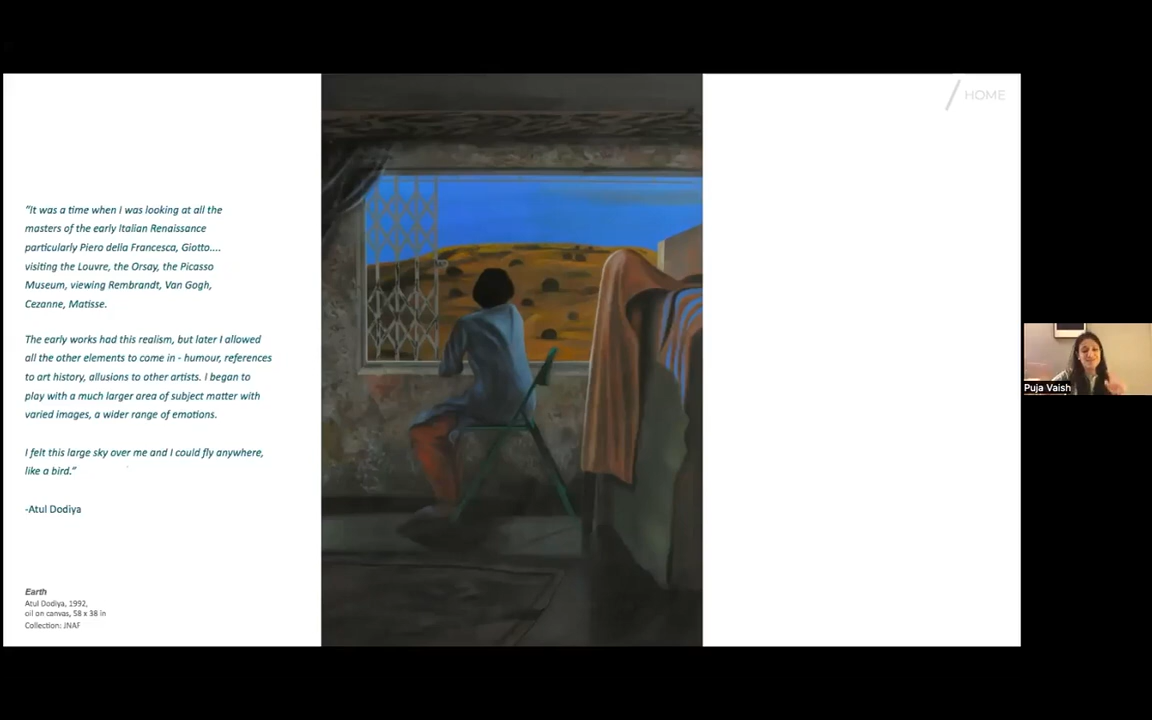 HOME
“It was a time when I was looking at all the
masters of the early Italian Renaissance
particularly Piero della Francesca, Giotto....
visiting the Louvre, the Orsay, the Picasso
Museum, viewing Rembrandt, Van Gogh,
Cezanne, Matisse.
The early works had this realism, but later I allowed
all the other elements to come in - humour, references
to art history, allusions to other artists. I began to
play with a much larger area of subject matter with
varied images, a wider range of emotions.
I felt this large sky over me and I could fly anywhere,
like a bird.”
-Atul Dodiya
Earth
Atul Dodiya, 1992,
oil on canvas, 58 x 38 in
Collection: JNAF
Puja Vaish